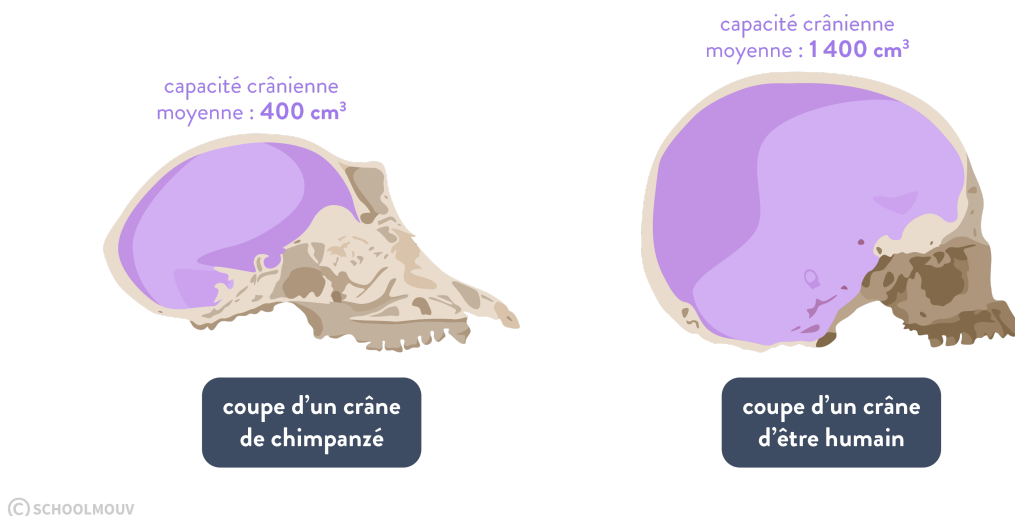 capacité crânienne
moyenne : 400 cm³
capacité crânienne
moyenne : 1 400 cm³
coupe d’un crâne
de chimpanzé
coupe d’un crâne
d’être humain
© SCHOOLMOUV